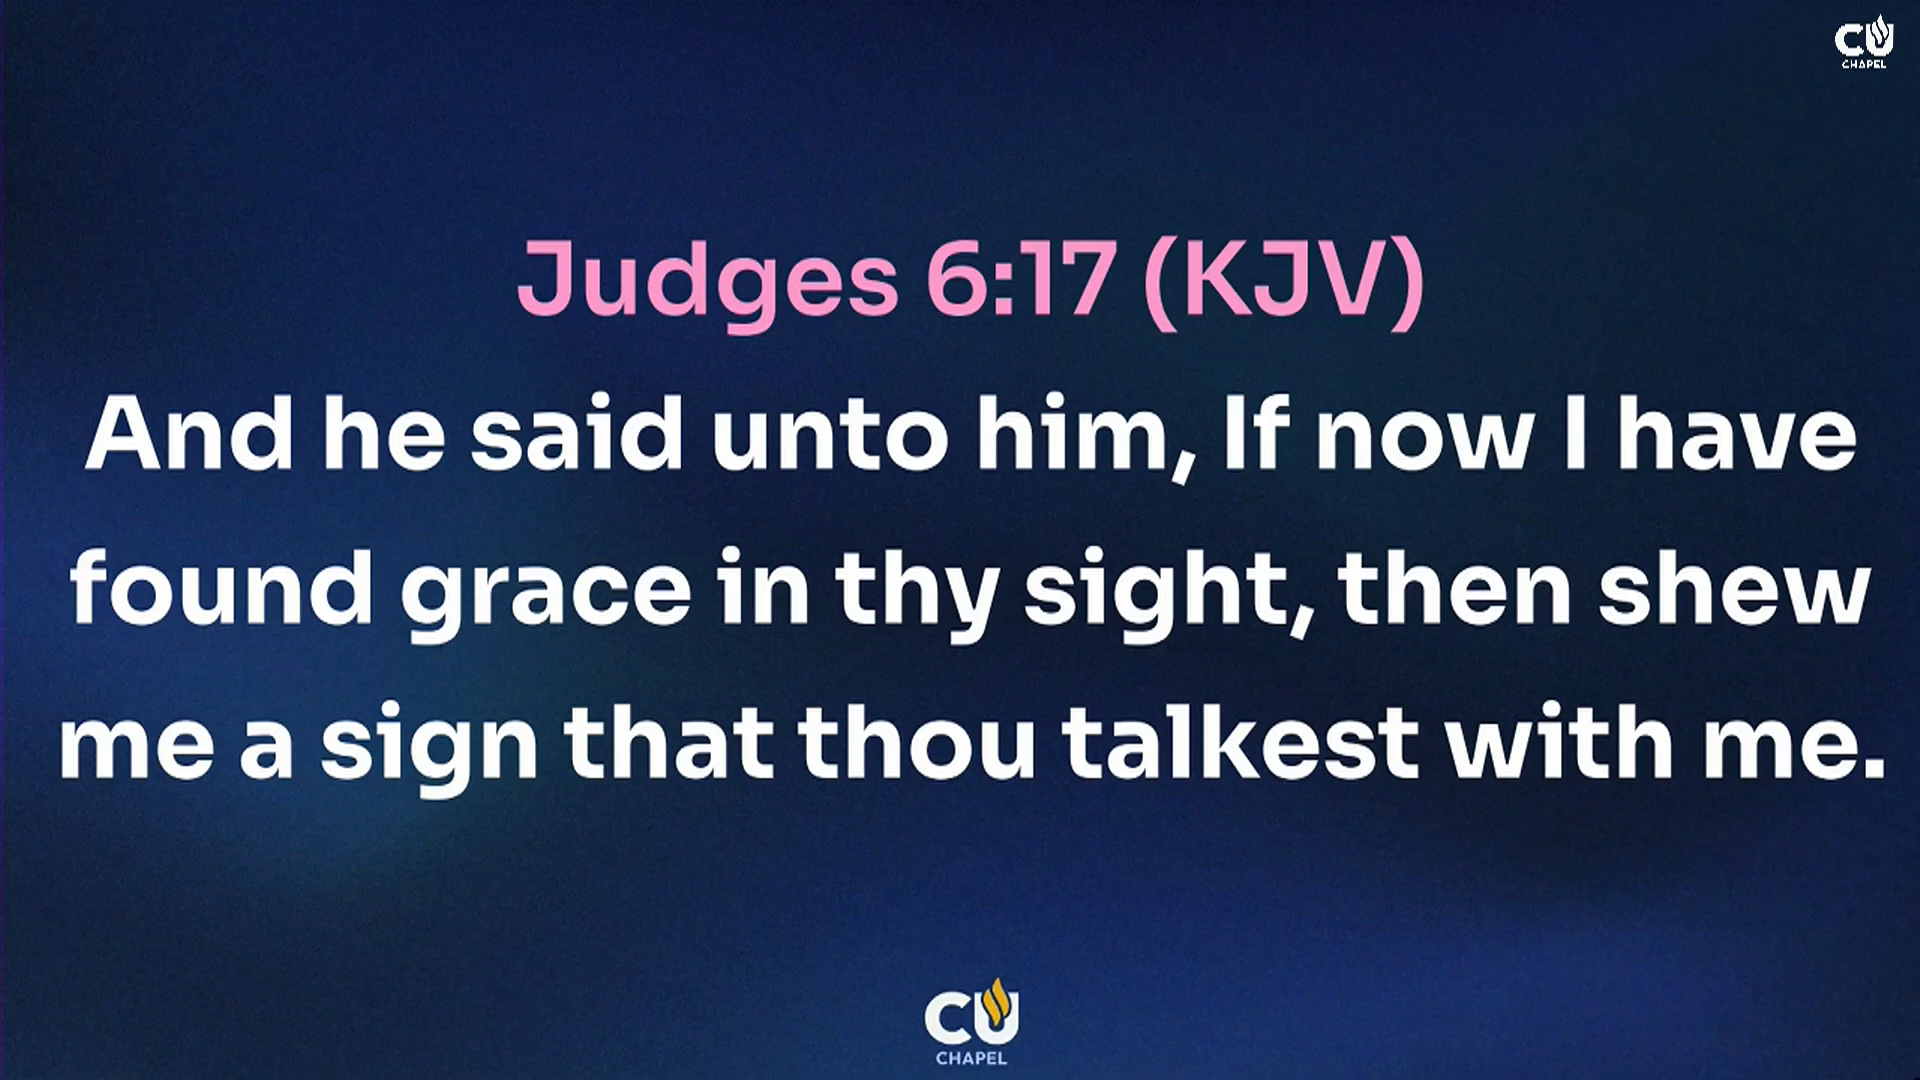 CU
CHAPEL
Judges 6:17 (KJV)
And he said unto him, If now I have
found grace in thy sight, then shew
me a sign that thou talkest with me.
CU
CHAPEL